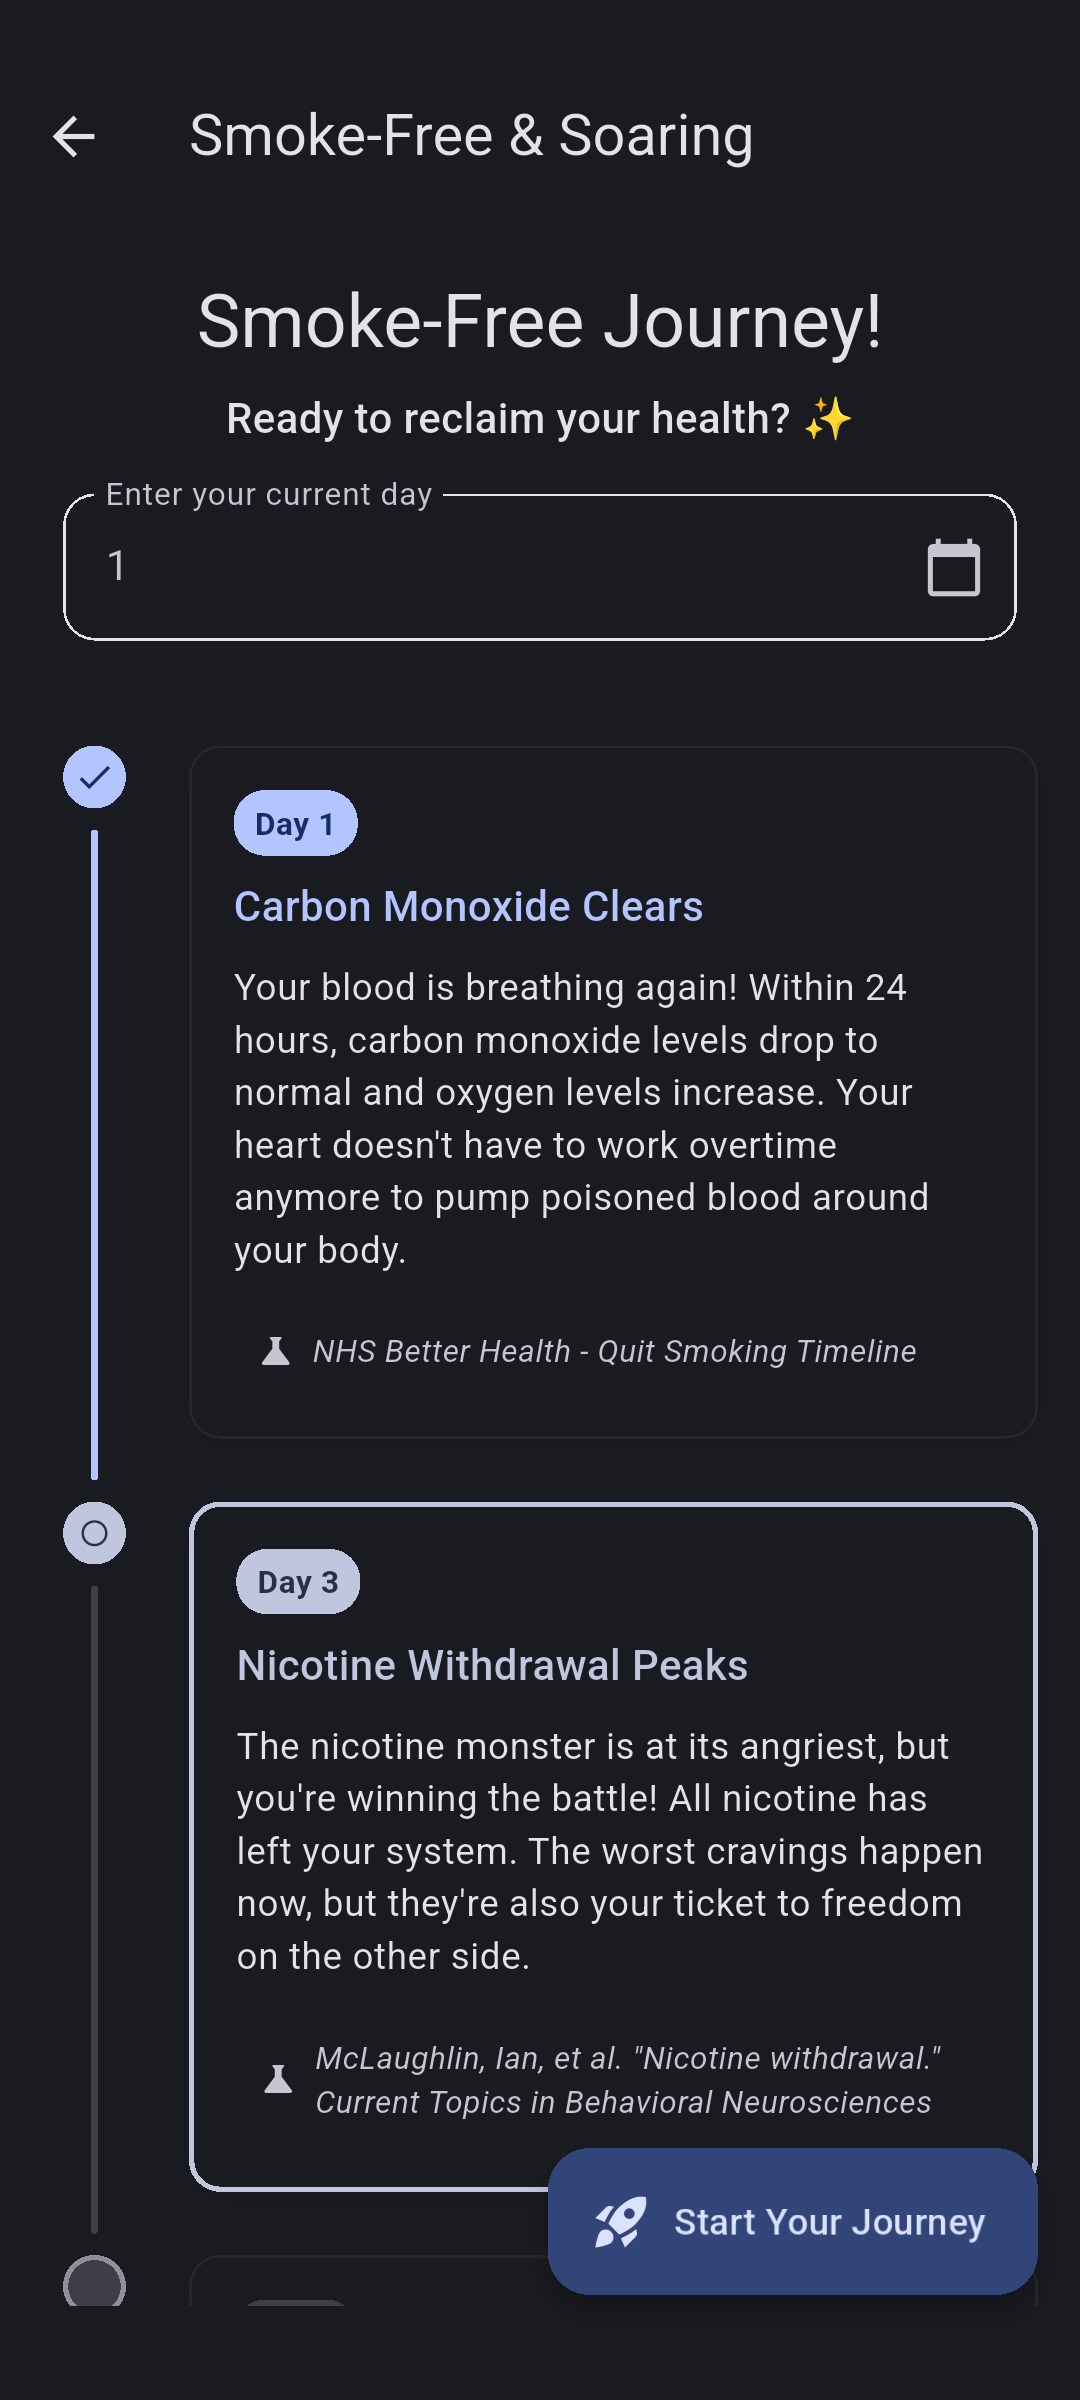 Smoke-Free & Soaring
Smoke-Free Journey!
Ready to reclaim your health? ✨
Enter your current day
1
Day 1
Carbon Monoxide Clears
Your blood is breathing again! Within 24
hours, carbon monoxide levels drop to
normal and oxygen levels increase. Your
heart doesn't have to work overtime
anymore to pump poisoned blood around
your body.
NHS Better Health - Quit Smoking Timeline
Day 3
Nicotine Withdrawal Peaks
The nicotine monster is at its angriest, but
you're winning the battle! All nicotine has
left your system. The worst cravings happen
now, but they're also your ticket to freedom
on the other side.
McLaughlin, Ian, et al. "Nicotine withdrawal."
Current Topics in Behavioral Neurosciences
Start Your Journey